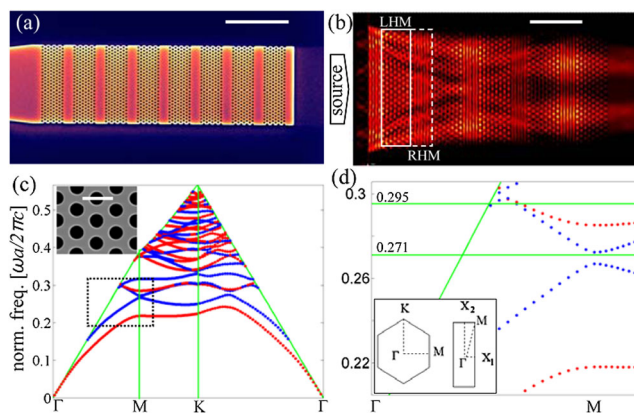 (a)
(b)
LHM
source
RHM
(c)
norm. freq. [ωa/2πc]
0.5
0.4
0.3
0.2
0.1
0
Γ
M
K
Γ
(d)
0.3
0.295
0.271
0.26
0.22
K
M
Γ
X₂
M
Γ
X₁
Γ
M